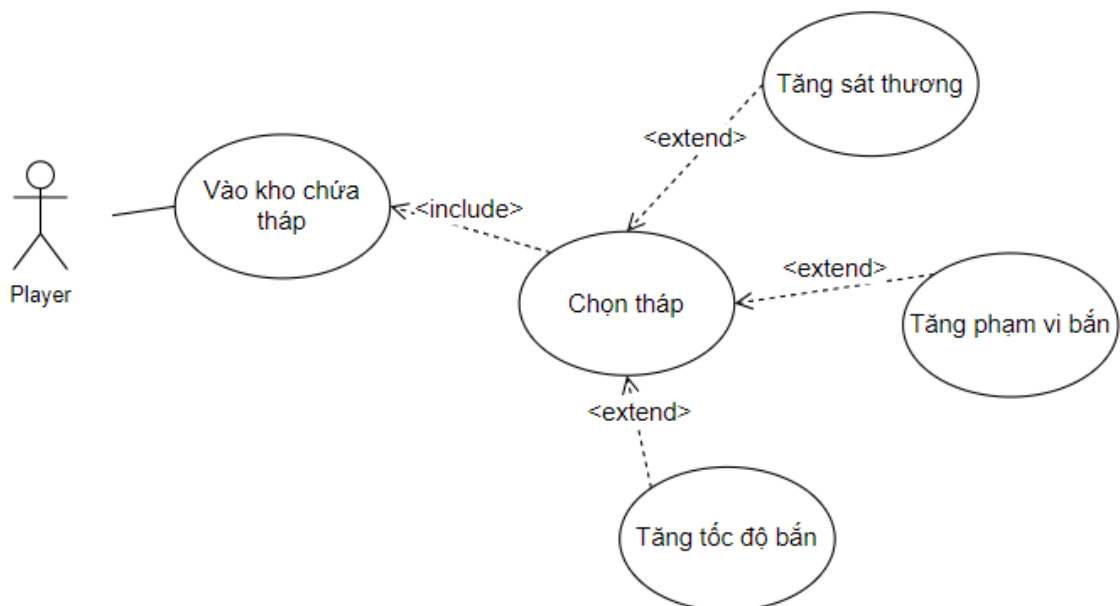 Tăng sát thương
<extend>
Vào kho chứa
tháp
<include>
<extend>
Player
Chọn tháp
Tăng phạm vi bắn
<extend>
Tăng tốc độ bắn